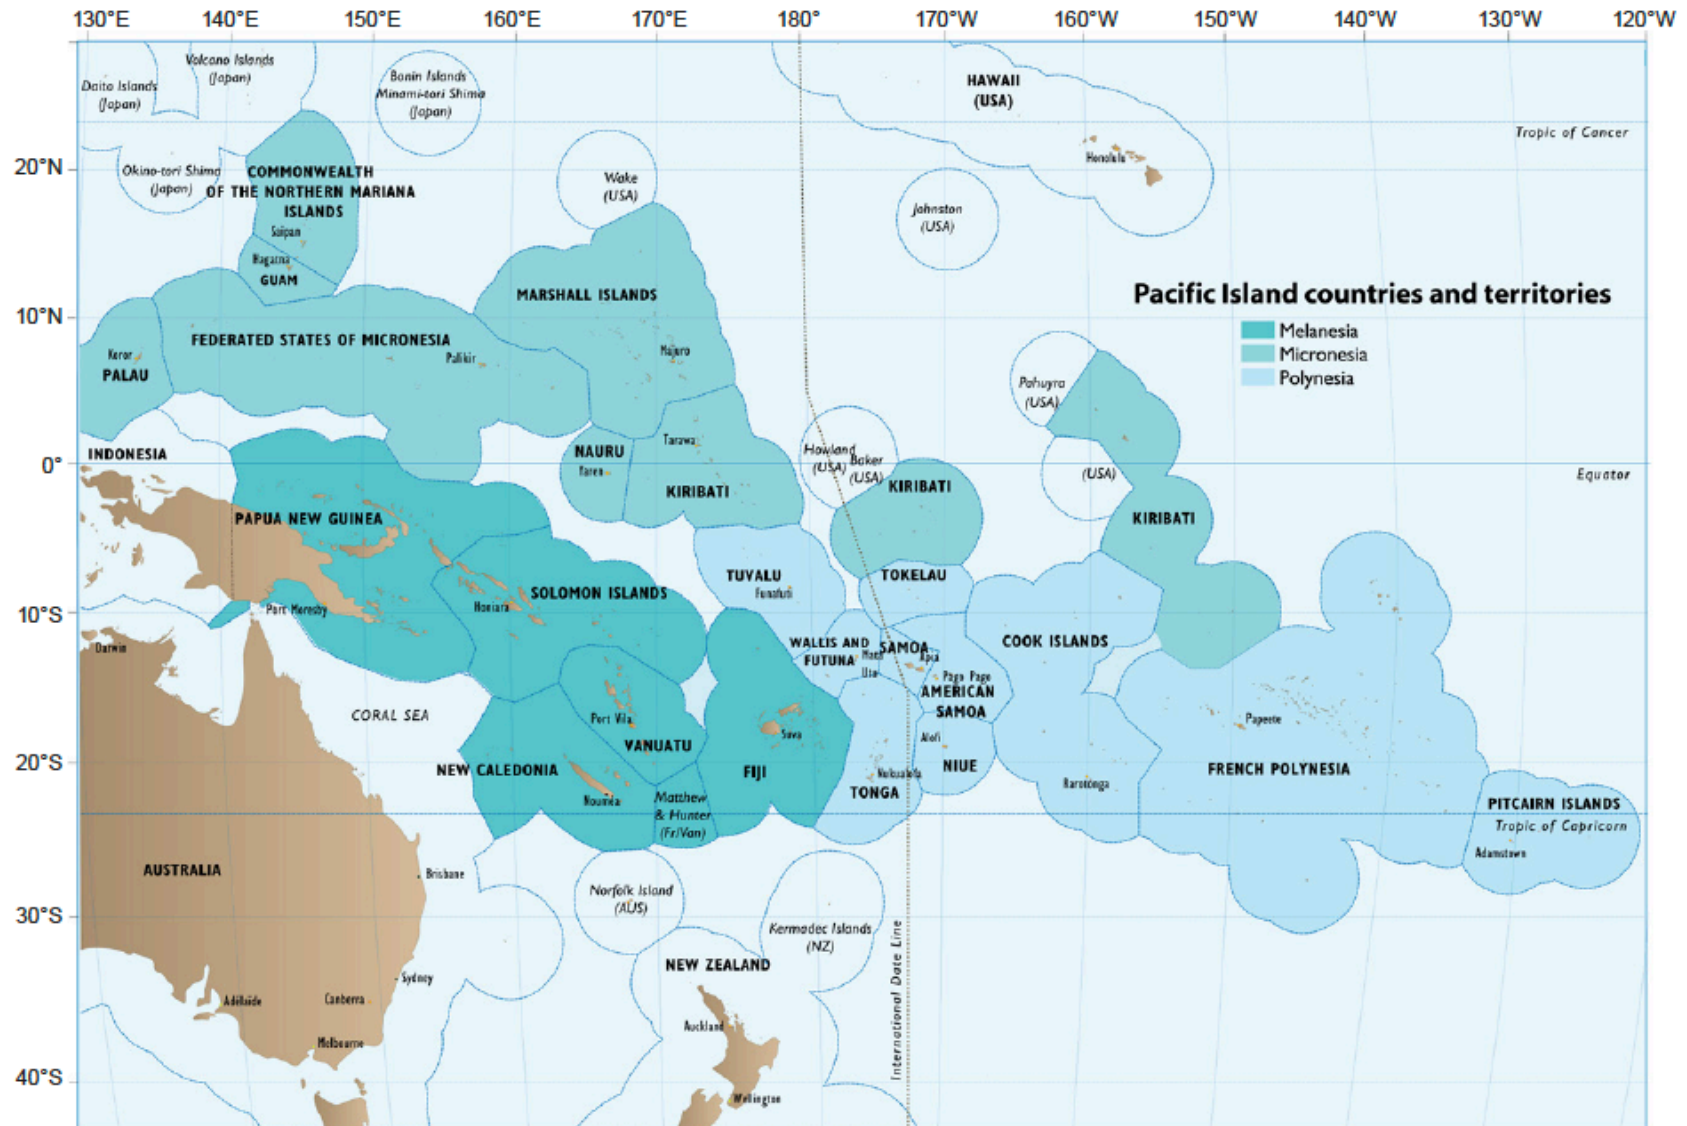 130°E 140°E 150°E 160°E 170°E 180° 170°W 160°W 150°W 140°W 130°W 120°W
Daito Islands
(Japan)
Volcano Islands
(Japan)
Bonin Islands
Minami-tori Shima
(Japan)
HAWAII
(USA)
Honolulu
Tropic of Cancer
20°N
Okino-tori Shima
(Japan)
COMMONWEALTH
OF THE NORTHERN MARIANA
ISLANDS
Saipan
Wake
(USA)
Johnston
(USA)
Hagatna
GUAM
Pacific Island countries and territories
Melanesia
Micronesia
Polynesia
10°N
MARSHALL ISLANDS
Majuro
FEDERATED STATES OF MICRONESIA
Palikir
Koror
PALAU
Pahuyra
(USA)
INDONESIA
NAURU
Yaren
Tarawa
KIRIBATI
Howland
(USA)
Baker
(USA)
KIRIBATI
(USA)
KIRIBATI
0°
Equator
PAPUA NEW GUINEA
Port Moresby
SOLOMON ISLANDS
Honiara
TUVALU
Funafuti
TOKELAU
10°S
Darwin
WALLIS AND
FUTUNA
SAMOA
Apia
Pago Pago
AMERICAN
SAMOA
COOK ISLANDS
Rarotonga
CORAL SEA
Port Vila
VANUATU
Suva
FIJI
Alofi
NIUE
Nukualofa
TONGA
Papeete
FRENCH POLYNESIA
20°S
NEW CALEDONIA
Nouméa
Matthew
& Hunter
(Fr/Van)
PITCAIRN ISLANDS
Tropic of Capricorn
Adamstown
AUSTRALIA
Brisbane
Norfolk Island
(AUS)
Kermadec Islands
(NZ)
30°S
International Date Line
NEW ZEALAND
Sydney
Adélaide
Canberra
Melbourne
Auckland
Wellington
40°S